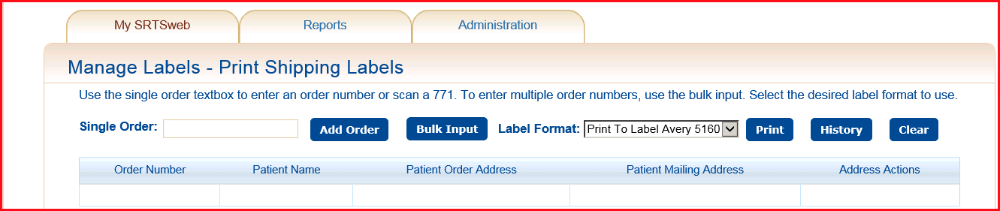 My SRTSweb Reports Administration
Manage Labels - Print Shipping Labels
Use the single order textbox to enter an order number or scan a 771. To enter multiple order numbers, use the bulk input. Select the desired label format to use.
Single Order: Add Order Bulk Input Label Format: Print To Label Avery 5160 Print History Clear
Order Number Patient Name Patient Order Address Patient Mailing Address Address Actions